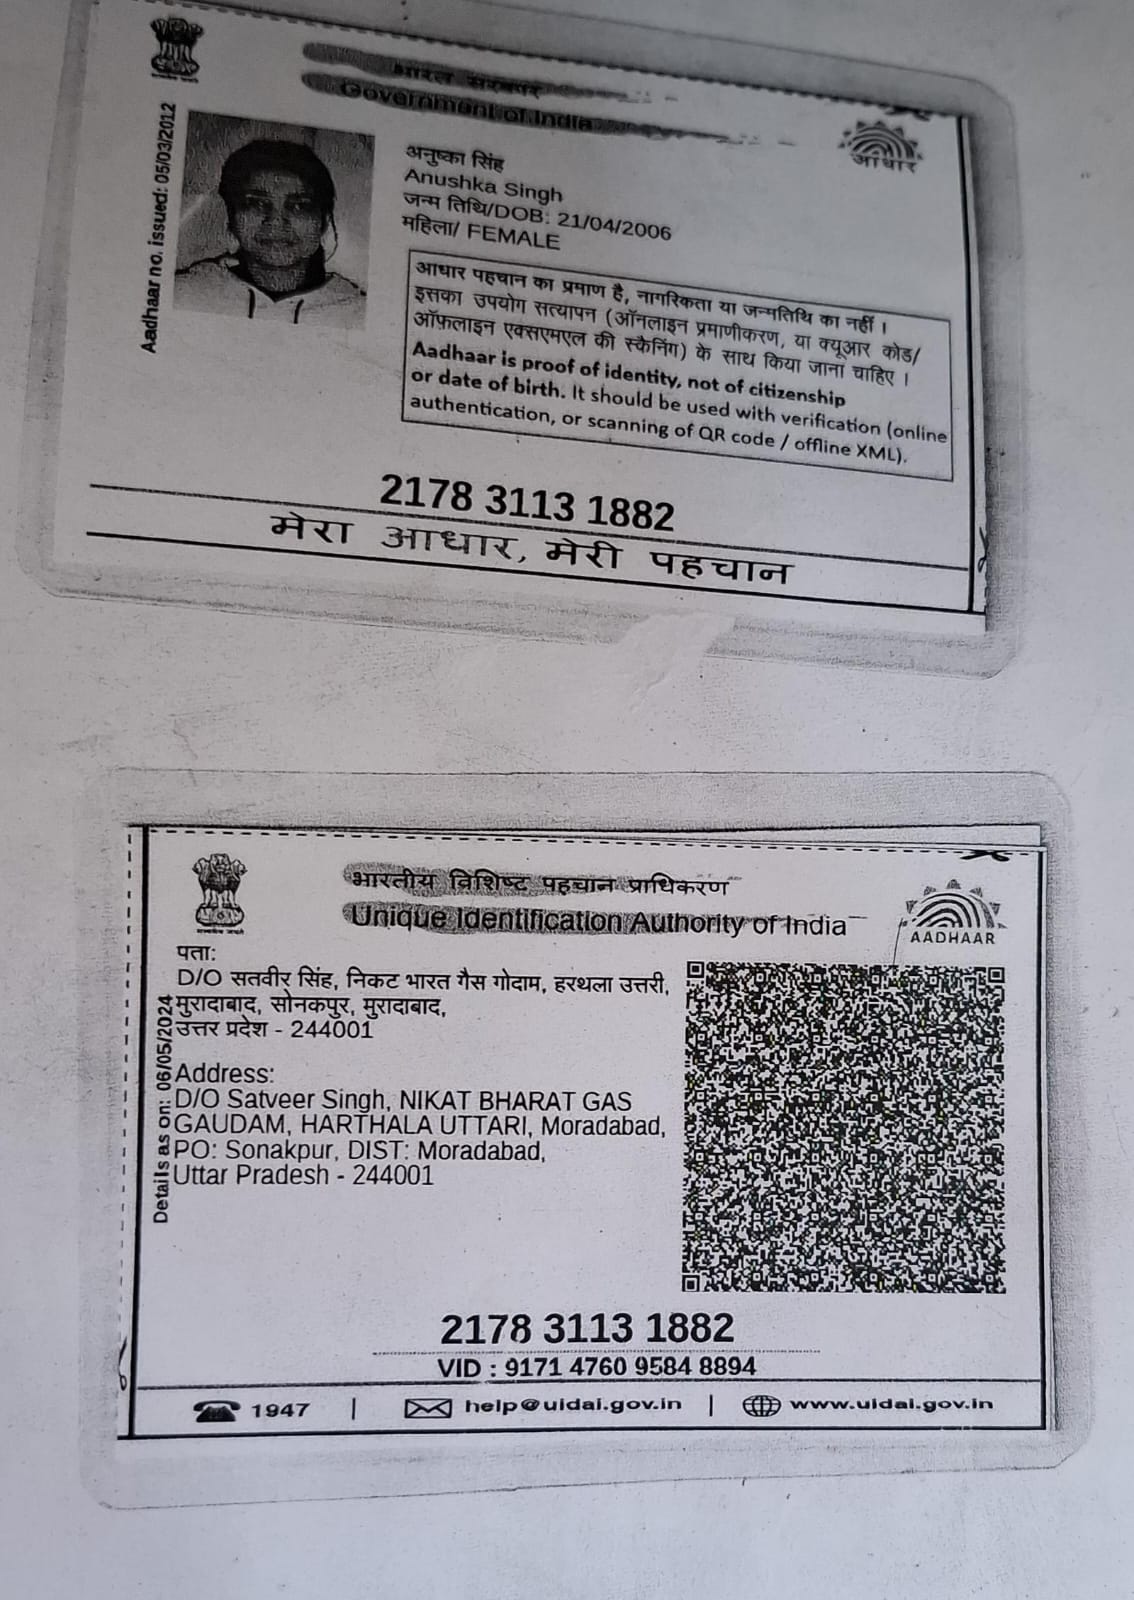 भारत सरकार
Government of India
Aadhaar no. issued: 05/03/2012
आधार
अनुष्का सिंह
Anushka Singh
जन्म तिथि/DOB: 21/04/2006
महिला/ FEMALE
आधार पहचान का प्रमाण है, नागरिकता या जन्मतिथि का नहीं ।
इसका उपयोग सत्यापन (ऑनलाइन प्रमाणीकरण, या क्यूआर कोड/
ऑफ़लाइन एक्सएमएल की स्कैनिंग) के साथ किया जाना चाहिए ।
Aadhaar is proof of identity, not of citizenship
or date of birth. It should be used with verification (online
authentication, or scanning of QR code / offline XML).
2178 3113 1882
मेरा आधार, मेरी पहचान
भारतीय विशिष्ट पहचान प्राधिकरण
Unique Identification Authority of India
AADHAAR
Details as on: 06/05/2024
पता:
D/O सतवीर सिंह, निकट भारत गैस गोदाम, हरथला उत्तरी,
मुरादाबाद, सोनकपुर, मुरादाबाद,
उत्तर प्रदेश - 244001
Address:
D/O Satveer Singh, NIKAT BHARAT GAS
GAUDAM, HARTHALA UTTARI, Moradabad,
PO: Sonakpur, DIST: Moradabad,
Uttar Pradesh - 244001
2178 3113 1882
VID : 9171 4760 9584 8894
1947 | help@uidai.gov.in | www.uidai.gov.in